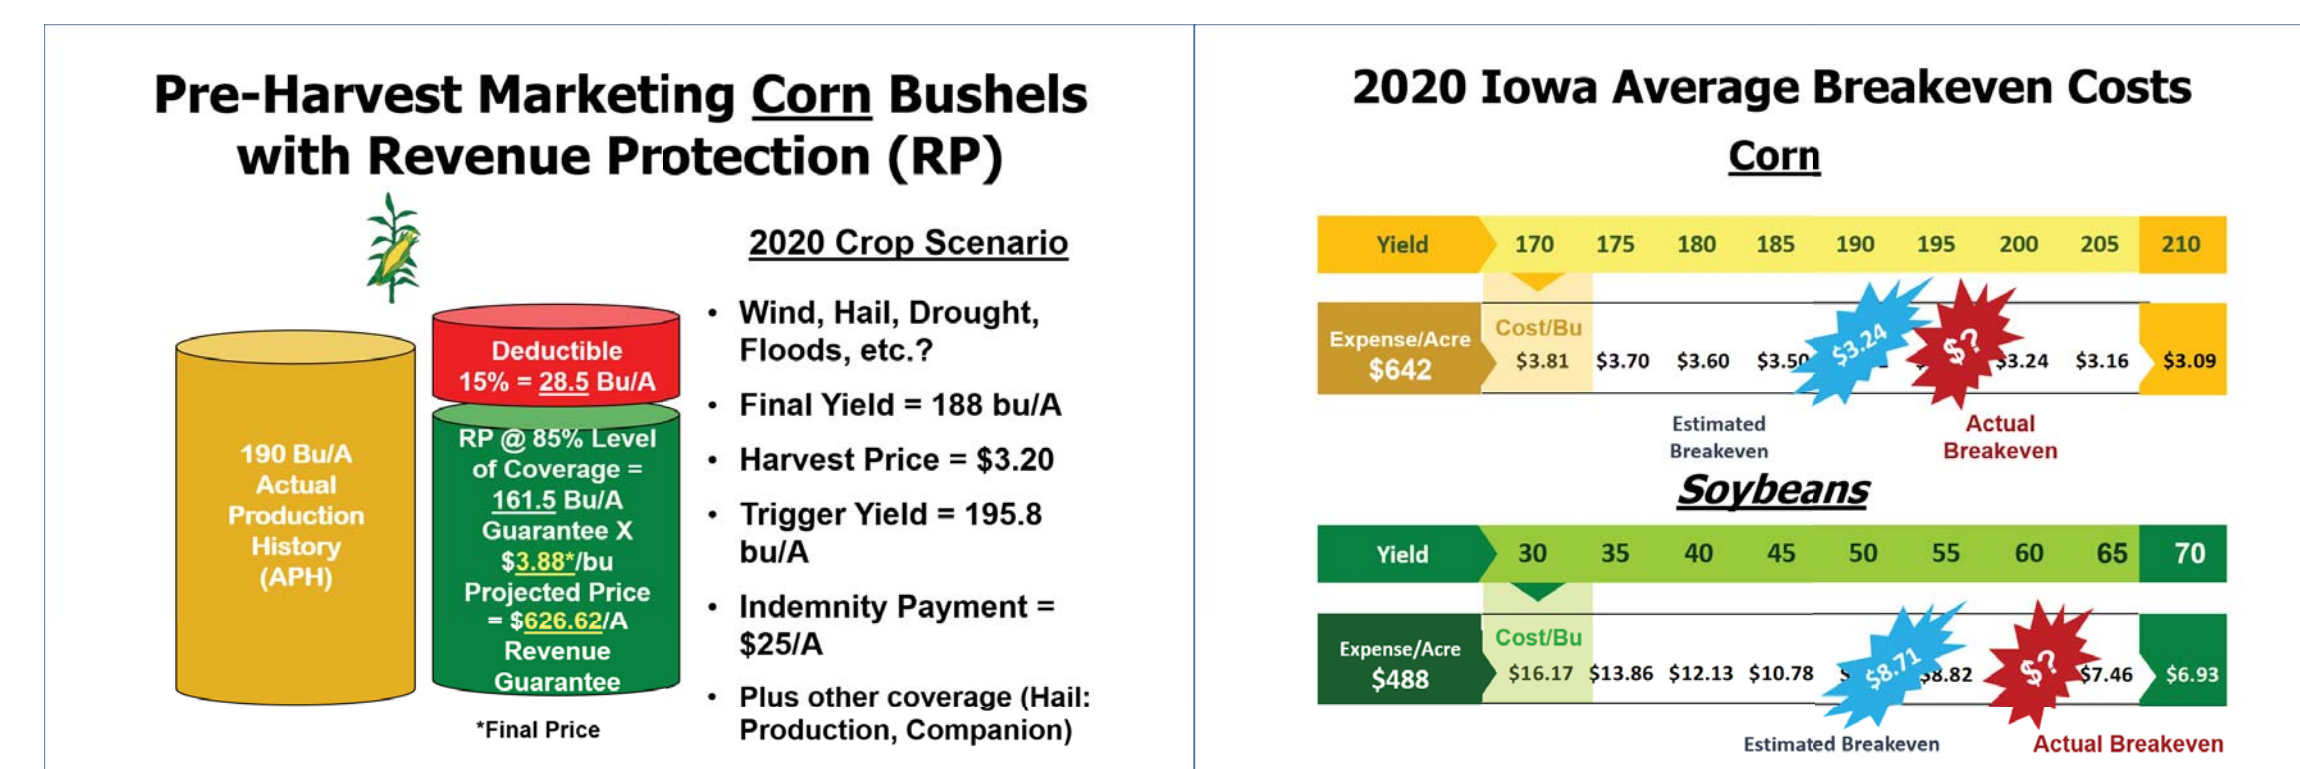 Pre-Harvest Marketing Corn Bushels
with Revenue Protection (RP)
2020 Crop Scenario
190 Bu/A
Actual
Production
History
(APH)
Deductible
15% = 28.5 Bu/A
RP @ 85% Level
of Coverage =
161.5 Bu/A
Guarantee X
$3.88*/bu
Projected Price
= $626.62/A
Revenue
Guarantee
*Final Price
• Wind, Hail, Drought,
Floods, etc.?
• Final Yield = 188 bu/A
• Harvest Price = $3.20
• Trigger Yield = 195.8
bu/A
• Indemnity Payment =
$25/A
• Plus other coverage (Hail:
Production, Companion)
2020 Iowa Average Breakeven Costs
Corn
Yield 170 175 180 185 190 195 200 205 210
Expense/Acre
$642
Cost/Bu
$3.81 $3.70 $3.60 $3.50 $3.24 $? $3.24 $3.16 $3.09
Estimated
Breakeven
Actual
Breakeven
Soybeans
Yield 30 35 40 45 50 55 60 65 70
Expense/Acre
$488
Cost/Bu
$16.17 $13.86 $12.13 $10.78 $8.71 $8.82 $? $7.46 $6.93
Estimated Breakeven
Actual Breakeven